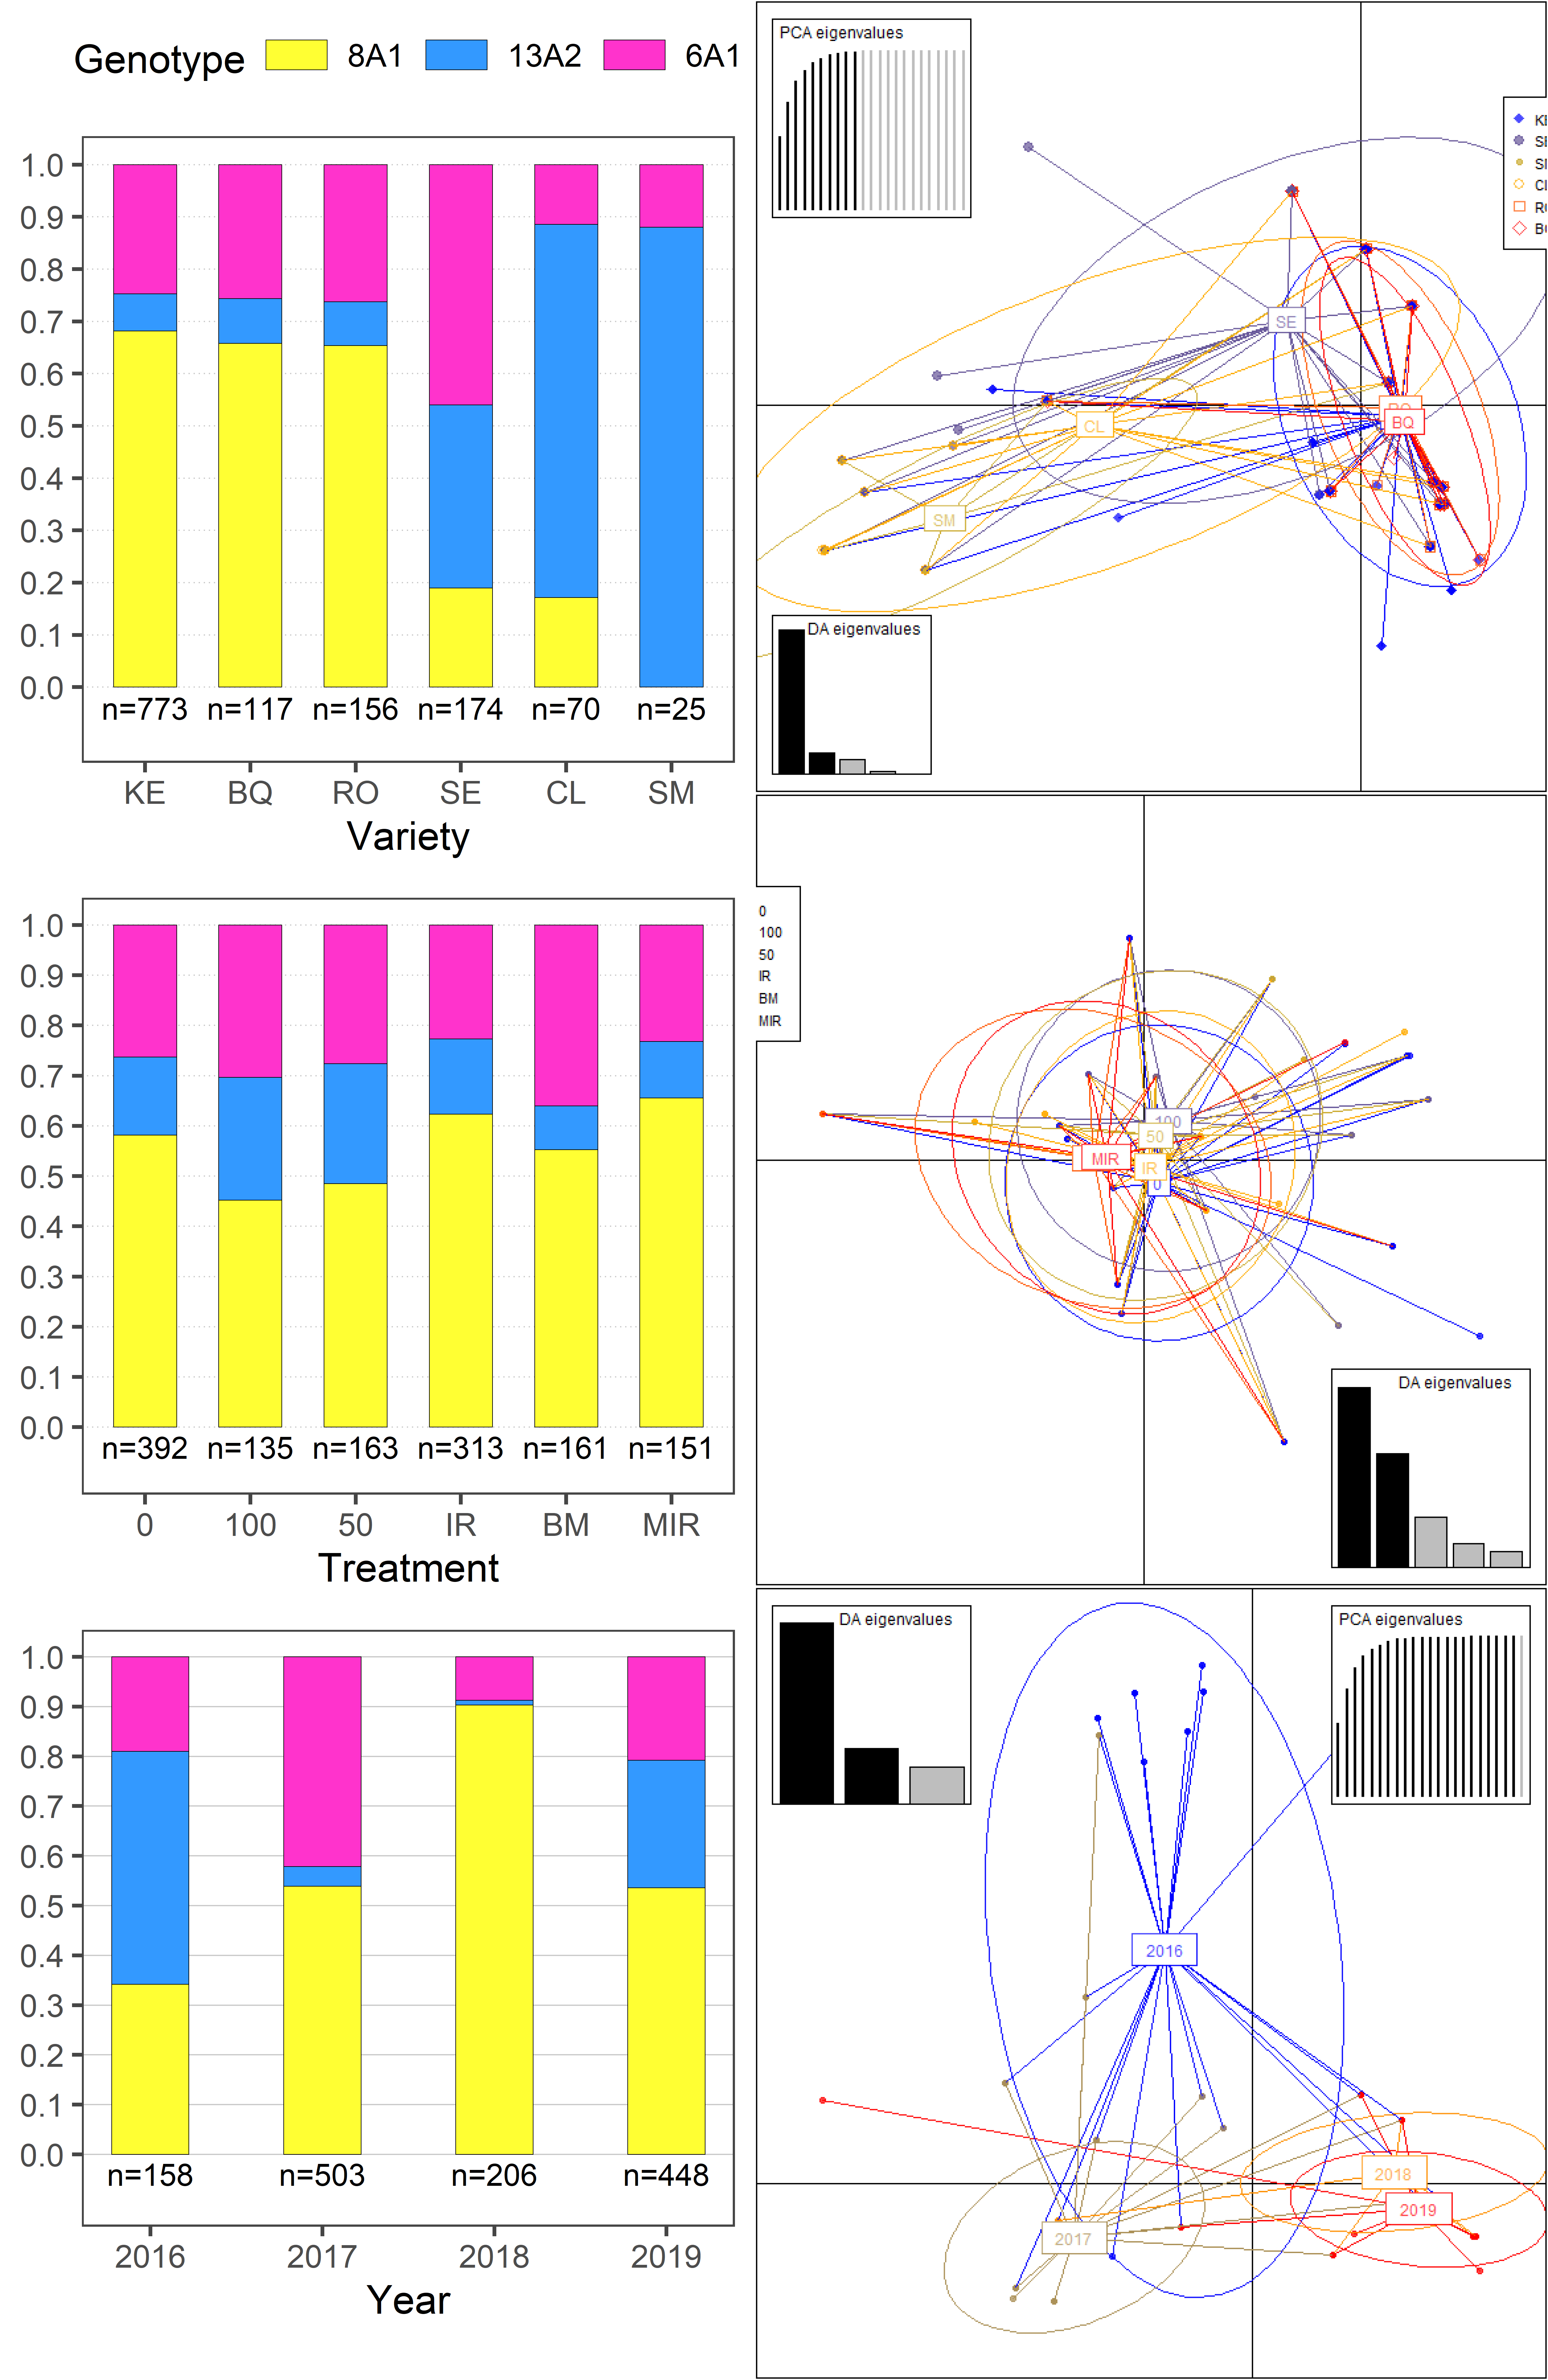 Genotype 8A1 13A2 6A1
1.0
0.9
0.8
0.7
0.6
0.5
0.4
0.3
0.2
0.1
0.0
n=773 n=117 n=156 n=174 n=70 n=25
KE BQ RO SE CL SM
Variety
PCA eigenvalues
SE
CL
BQ
SM
DA eigenvalues
1.0
0.9
0.8
0.7
0.6
0.5
0.4
0.3
0.2
0.1
0.0
n=392 n=135 n=163 n=313 n=161 n=151
0 100 50 IR BM MIR
Treatment
0
100
50
IR
BM
MIR
100
50
MIR
IR
0
DA eigenvalues
1.0
0.9
0.8
0.7
0.6
0.5
0.4
0.3
0.2
0.1
0.0
n=158 n=503 n=206 n=448
2016 2017 2018 2019
Year
DA eigenvalues
PCA eigenvalues
2016
2018
2019
2017